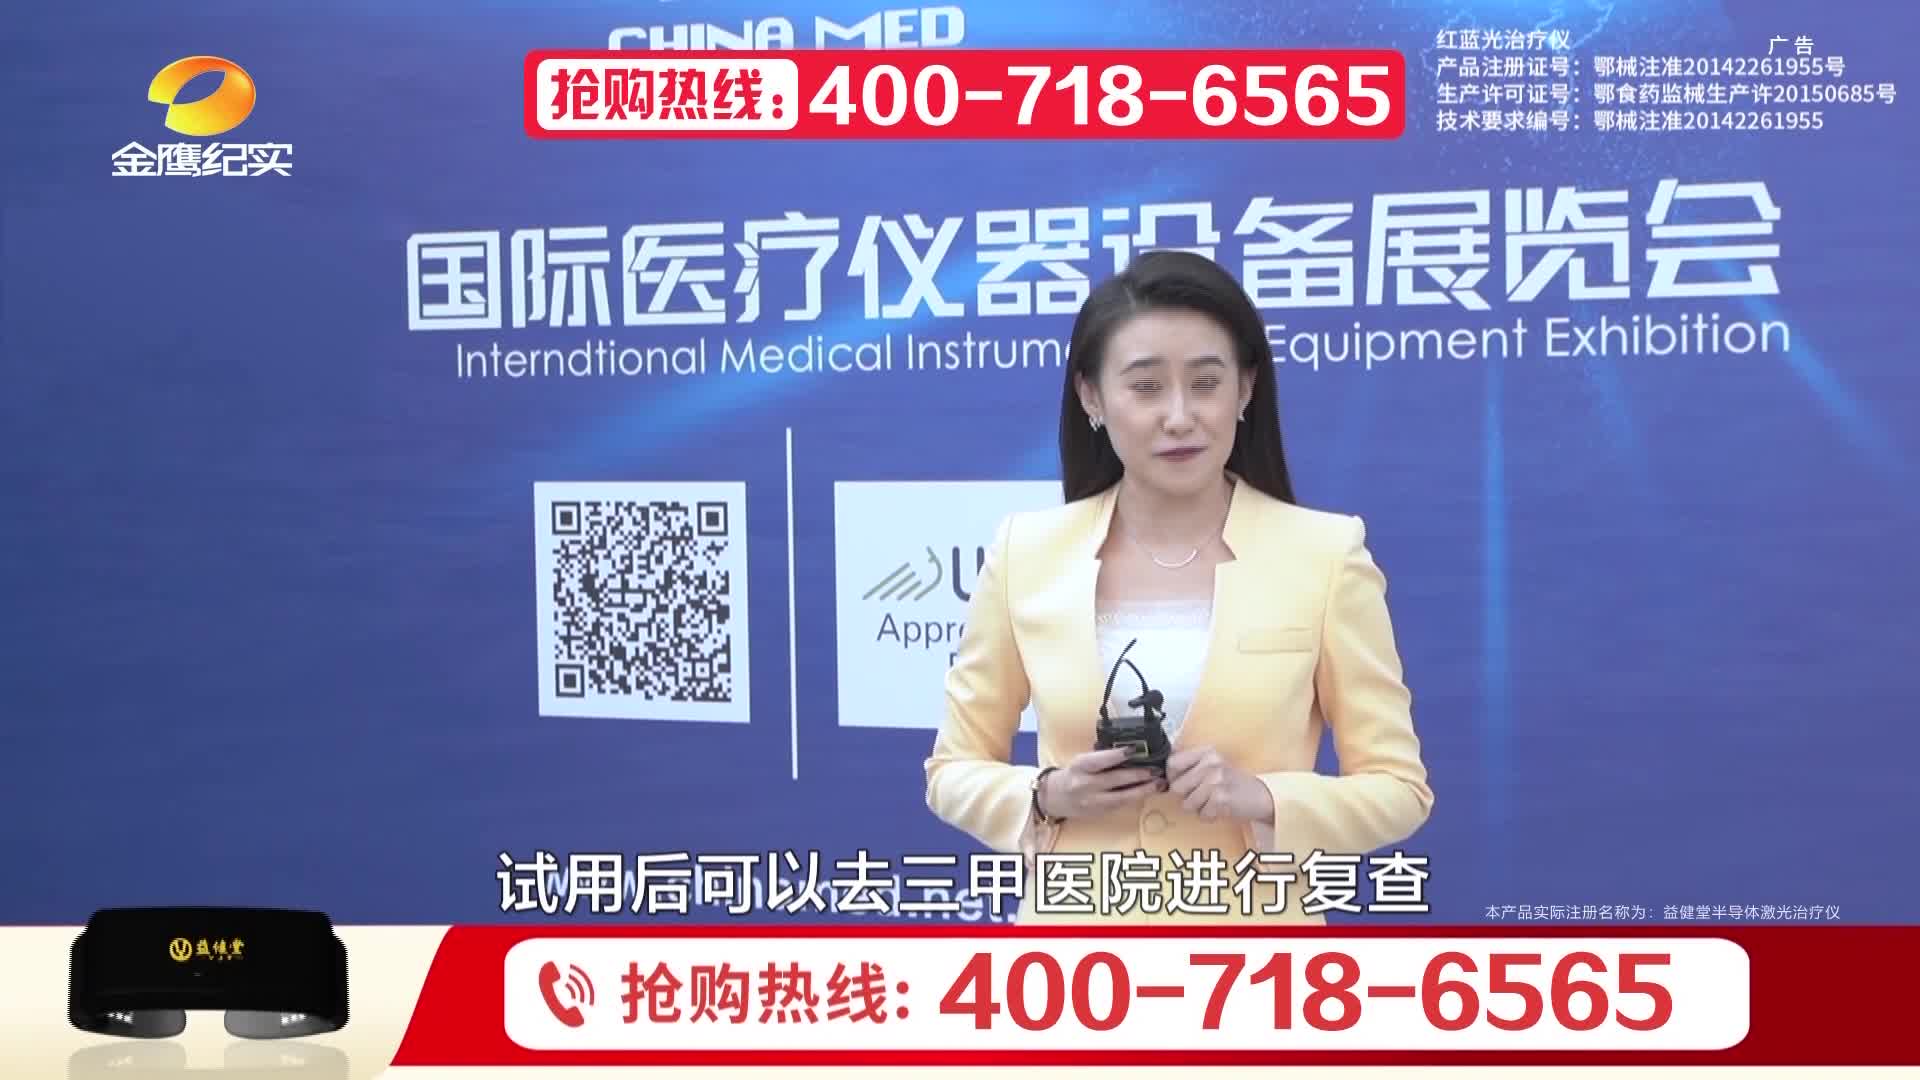 CHINA MED
金鹰纪实
抢购热线：400-718-6565
广告
红蓝光治疗仪
产品注册证号：鄂械注准20142261955号
生产许可证号：鄂食药监械生产许20150685号
技术要求编号：鄂械注准20142261955
国际医疗仪器设备展览会
Interndtional Medical Equipment Exhibition
试用后可以去三甲医院进行复查
本产品实际注册名称为：益健堂半导体激光治疗仪
益健堂
抢购热线：400-718-6565